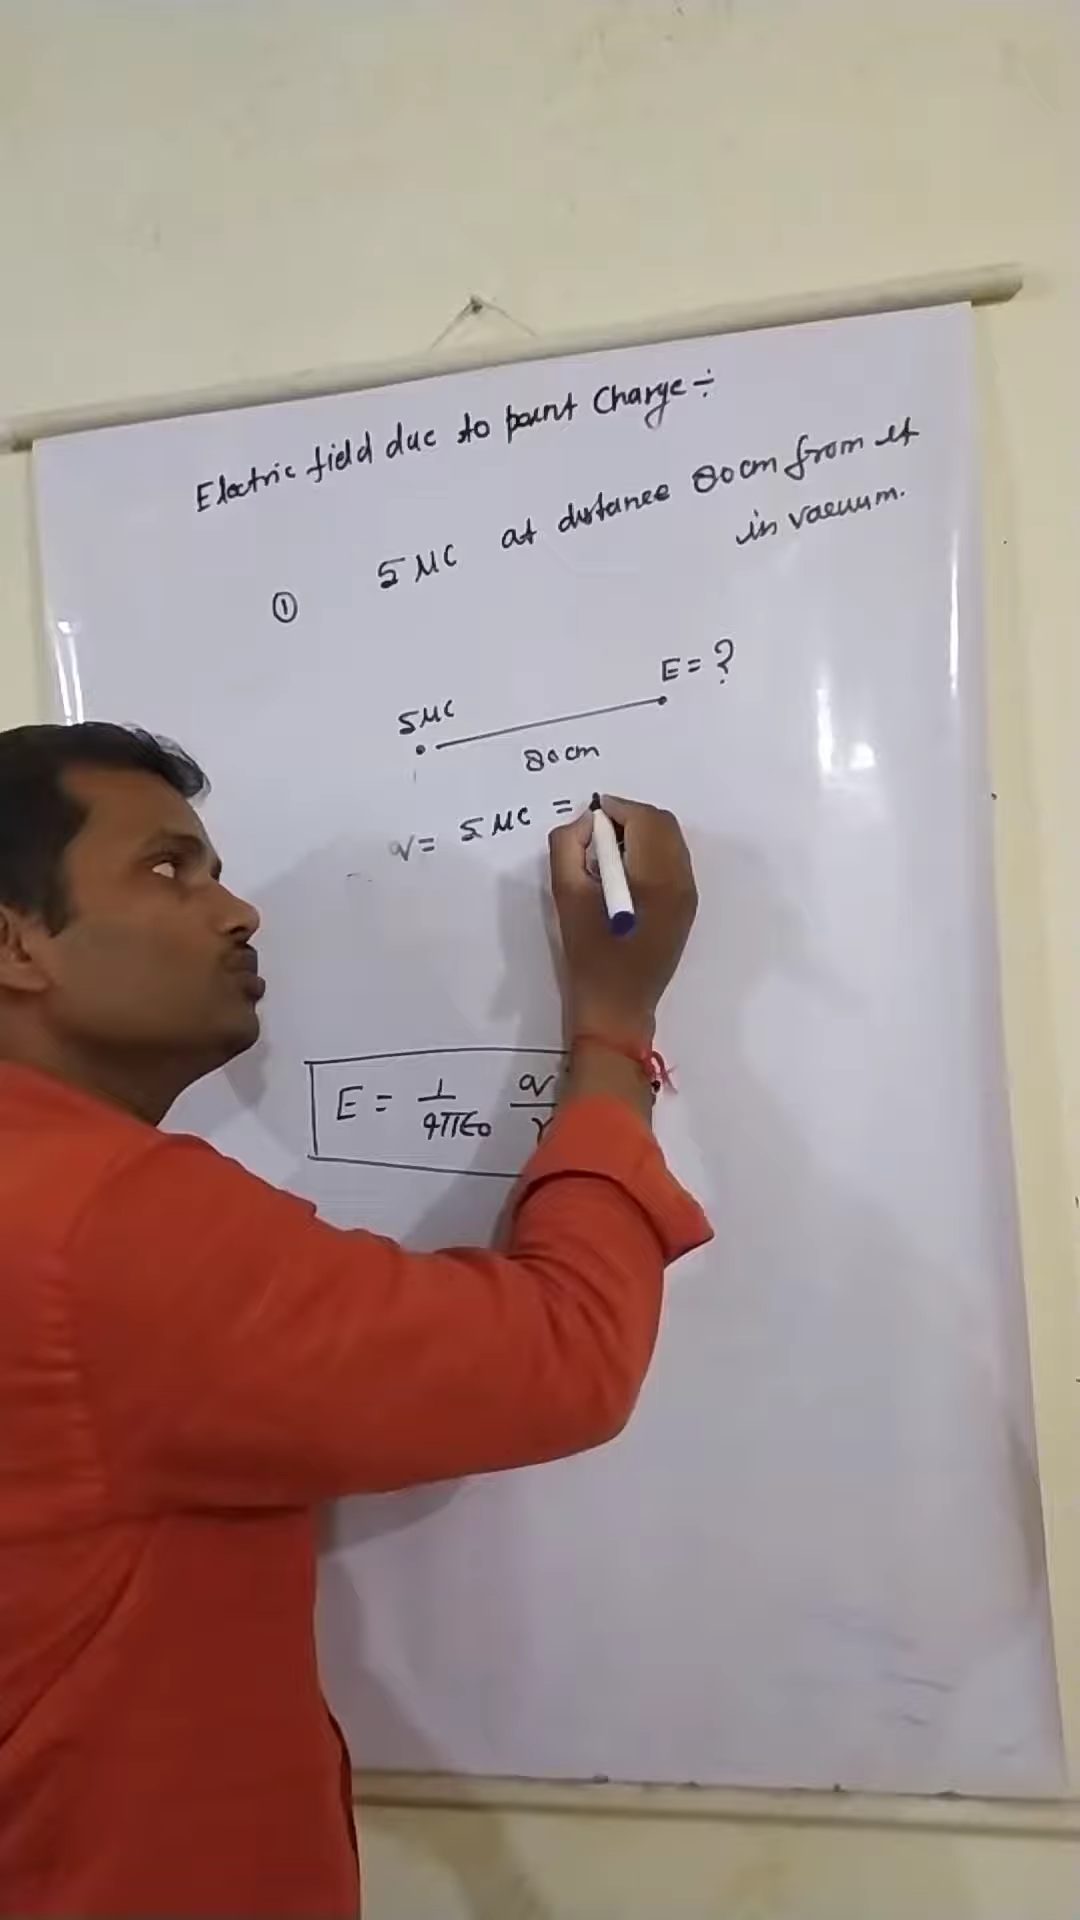 Electric field due to point Charge ÷
① 5 μC at distance 80cm from it
in vacuum.
E = ?
5μC
80cm
q = 5 μC =
E = 1/4πε₀ q/r